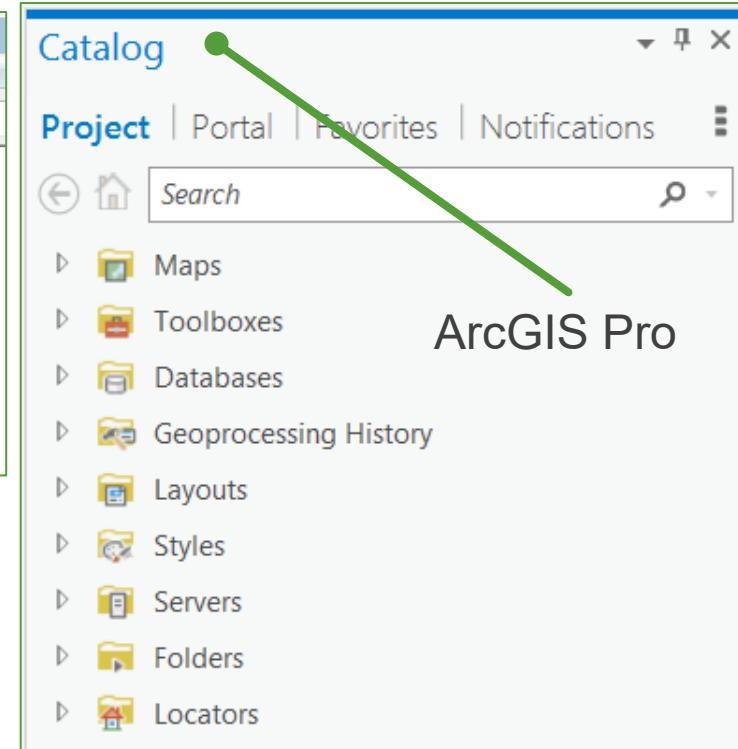 Catalog
Project | Portal | Favorites | Notifications
Search
Maps
Toolboxes
ArcGIS Pro
Databases
Geoprocessing History
Layouts
Styles
Servers
Folders
Locators